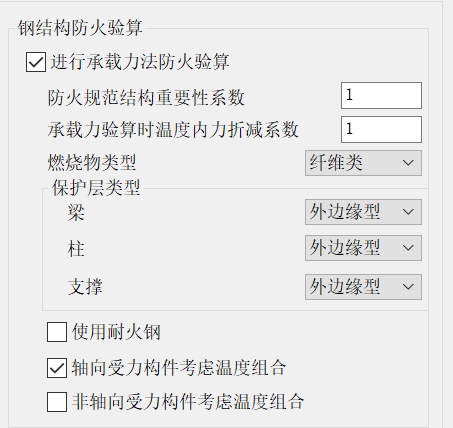 钢结构防火验算
进行承载力法防火验算
防火规范结构重要性系数 1
承载力验算时温度内力折减系数 1
燃烧物类型 纤维类
保护层类型
梁 外边缘型
柱 外边缘型
支撑 外边缘型
使用耐火钢
轴向受力构件考虑温度组合
非轴向受力构件考虑温度组合